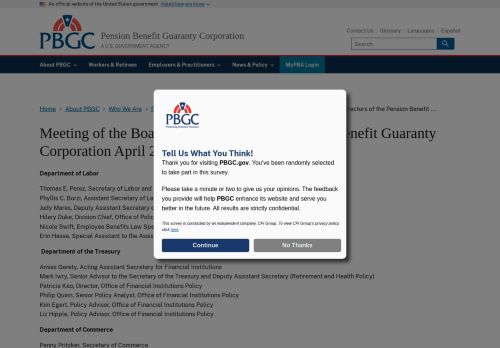 An official website of the United States government Here's how you know
PBGC
Pension Benefit Guaranty Corporation
A U.S. GOVERNMENT AGENCY
Contact Us Glossary Languages Español
Search
About PBGC Workers & Retirees Employers & Practitioners News & Policy MyPBA Login
Home About PBGC Who We Are ectors of the Pension Benefit ...
PBGC
Protecting America's Pensions
Tell Us What You Think!
Thank you for visiting PBGC.gov. You've been randomly selected
to take part in this survey.
Please take a minute or two to give us your opinions. The feedback
you provide will help PBGC enhance its website and serve you
better in the future. All results are strictly confidential.
This survey is conducted by an independent company, CFI Group. To view CFI Group's privacy policy
click here.
Continue No Thanks
Meeting of the Boa enefit Guaranty
Corporation April 2
Department of Labor
Thomas E. Perez, Secretary of Labor and
Phyllis C. Borzi, Assistant Secretary of La
Judy Mares, Deputy Assistant Secretary o
Hilary Duke, Division Chief, Office of Polic
Nicole Swift, Employee Benefits Law Spe
Erin Hesse, Special Assistant to the Assis
Department of the Treasury
Amias Gerety, Acting Assistant Secretary for Financial Institutions
Mark Iwry, Senior Advisor to the Secretary of the Treasury and Deputy Assistant Secretary (Retirement and Health Policy)
Patricia Kao, Director, Office of Financial Institutions Policy
Philip Quinn, Senior Policy Analyst, Office of Financial Institutions Policy
Kim Egert, Policy Advisor, Office of Financial Institutions Policy
Liz Hipple, Policy Advisor, Office of Financial Institutions Policy
Department of Commerce
Penny Pritzker, Secretary of Commerce